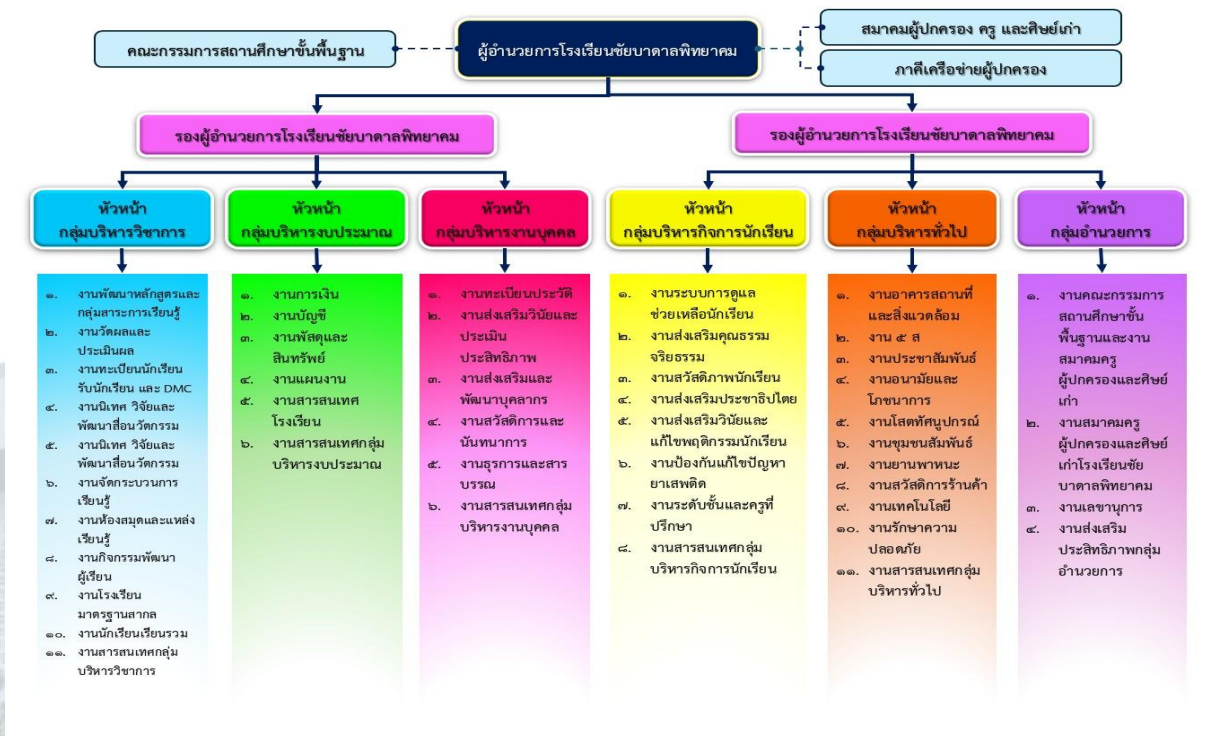 คณะกรรมการสถานศึกษาขั้นพื้นฐาน
ผู้อำนวยการโรงเรียนชัยบาดาลพิทยาคม
สมาคมผู้ปกครอง ครู และศิษย์เก่า
ภาคีเครือข่ายผู้ปกครอง
รองผู้อำนวยการโรงเรียนชัยบาดาลพิทยาคม
รองผู้อำนวยการโรงเรียนชัยบาดาลพิทยาคม
หัวหน้า
กลุ่มบริหารวิชาการ
หัวหน้า
กลุ่มบริหารงบประมาณ
หัวหน้า
กลุ่มบริหารงานบุคคล
หัวหน้า
กลุ่มบริหารกิจการนักเรียน
หัวหน้า
กลุ่มบริหารทั่วไป
หัวหน้า
กลุ่มอำนวยการ
๑. งานพัฒนาหลักสูตรและ
กลุ่มสาระการเรียนรู้
๒. งานวัดผลและ
ประเมินผล
๓. งานทะเบียนนักเรียน
รับนักเรียน และ DMC
๔. งานนิเทศ วิจัยและ
พัฒนาสื่อนวัตกรรม
๕. งานนิเทศ วิจัยและ
พัฒนาสื่อนวัตกรรม
๖. งานจัดกระบวนการ
เรียนรู้
๗. งานห้องสมุดและแหล่ง
เรียนรู้
๘. งานกิจกรรมพัฒนา
ผู้เรียน
๙. งานโรงเรียน
มาตรฐานสากล
๑๐. งานนักเรียนเรียนรวม
๑๑. งานสารสนเทศกลุ่ม
บริหารวิชาการ
๑. งานการเงิน
๒. งานบัญชี
๓. งานพัสดุและ
สินทรัพย์
๔. งานแผนงาน
๕. งานสารสนเทศ
โรงเรียน
๖. งานสารสนเทศกลุ่ม
บริหารงบประมาณ
๑. งานทะเบียนประวัติ
๒. งานส่งเสริมวินัยและ
ประเมิน
ประสิทธิภาพ
๓. งานส่งเสริมและ
พัฒนาบุคลากร
๔. งานสวัสดิการและ
นันทนาการ
๕. งานธุรการและสาร
บรรณ
๖. งานสารสนเทศกลุ่ม
บริหารงานบุคคล
๑. งานระบบการดูแล
ช่วยเหลือนักเรียน
๒. งานส่งเสริมคุณธรรม
จริยธรรม
๓. งานสวัสดิภาพนักเรียน
๔. งานส่งเสริมประชาธิปไตย
๕. งานส่งเสริมวินัยและ
แก้ไขพฤติกรรมนักเรียน
๖. งานป้องกันแก้ไขปัญหา
ยาเสพติด
๗. งานระดับชั้นและครูที่
ปรึกษา
๘. งานสารสนเทศกลุ่ม
บริหารกิจการนักเรียน
๑. งานอาคารสถานที่
และสิ่งแวดล้อม
๒. งาน ๕ ส
๓. งานประชาสัมพันธ์
๔. งานอนามัยและ
โภชนาการ
๕. งานโสตทัศนูปกรณ์
๖. งานชุมชนสัมพันธ์
๗. งานยานพาหนะ
๘. งานสวัสดิการร้านค้า
๙. งานเทคโนโลยี
๑๐. งานรักษาความ
ปลอดภัย
๑๑. งานสารสนเทศกลุ่ม
บริหารทั่วไป
๑. งานคณะกรรมการ
สถานศึกษาขั้น
พื้นฐานและงาน
สมาคมครู
ผู้ปกครองและศิษย์
เก่า
๒. งานสมาคมครู
ผู้ปกครองและศิษย์
เก่าโรงเรียนชัย
บาดาลพิทยาคม
๓. งานเลขานุการ
๔. งานส่งเสริม
ประสิทธิภาพกลุ่ม
อำนวยการ